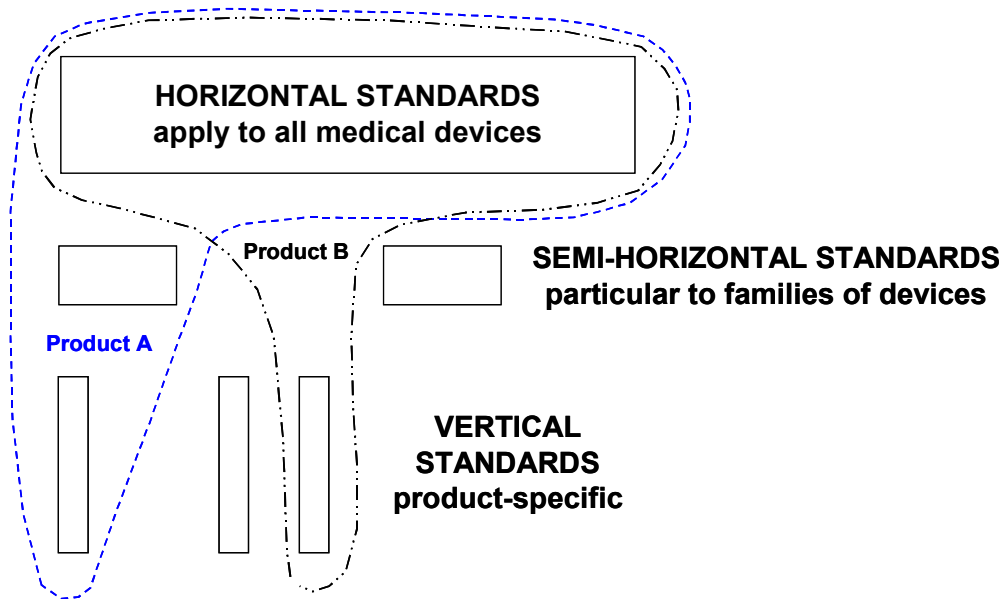 HORIZONTAL STANDARDS
apply to all medical devices
Product B
SEMI-HORIZONTAL STANDARDS
particular to families of devices
Product A
VERTICAL
STANDARDS
product-specific